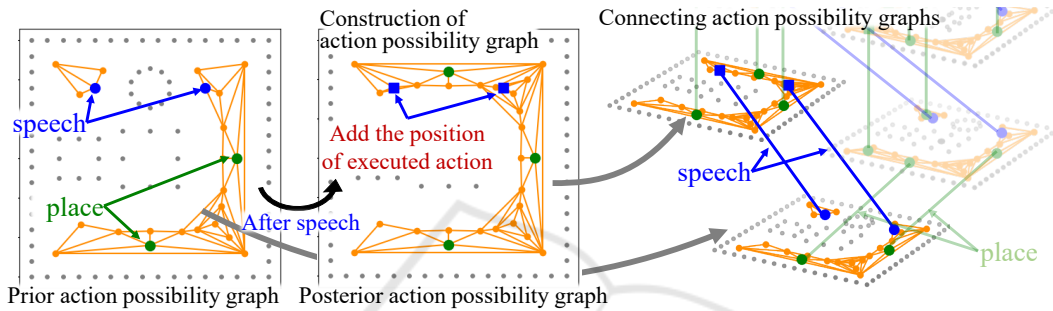 speech
place
Prior action possibility graph
After speech
Construction of
action possibility graph
Add the position
of executed action
Posterior action possibility graph
Connecting action possibility graphs
speech
place